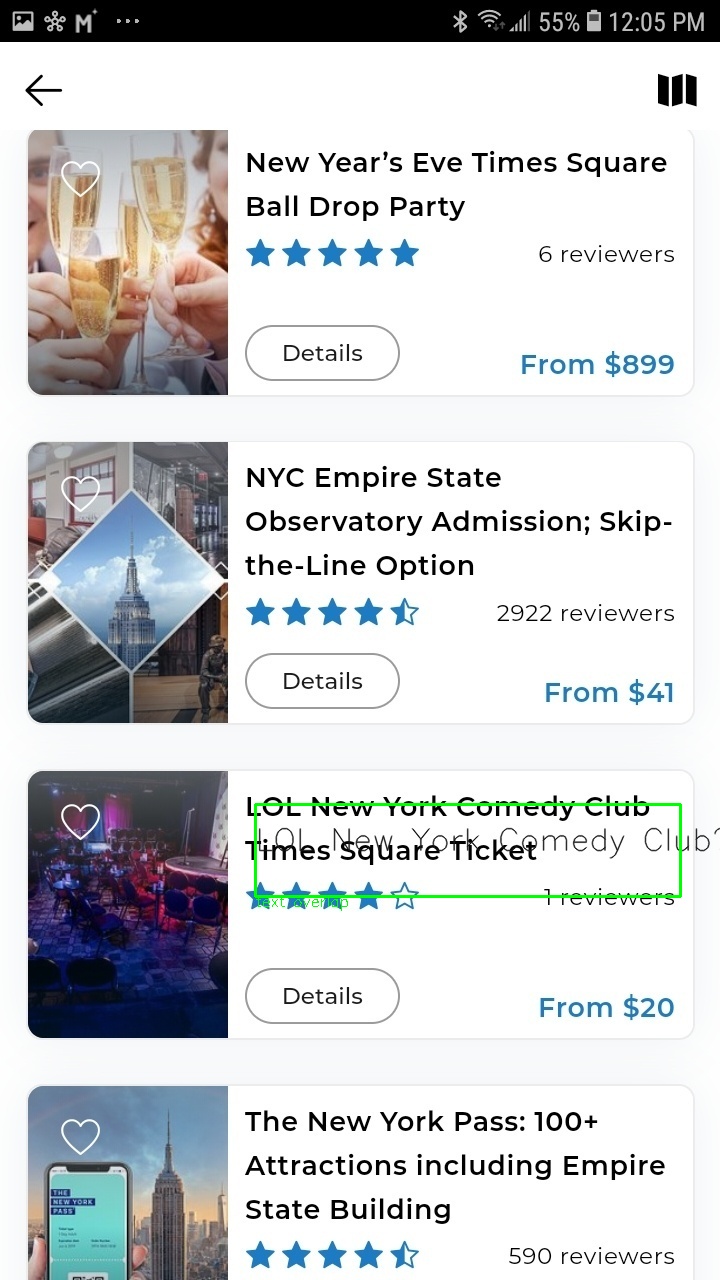 55% 12:05 PM
New Year’s Eve Times Square
Ball Drop Party
6 reviewers
Details
From $899
NYC Empire State
Observatory Admission; Skip-
the-Line Option
2922 reviewers
Details
From $41
LOL New York Comedy Club
LOL New York Comedy Club?
Times Square Ticket
1 reviewers
text_overlap
Details
From $20
The New York Pass: 100+
Attractions including Empire
State Building
THE
NEW YORK
PASS
590 reviewers